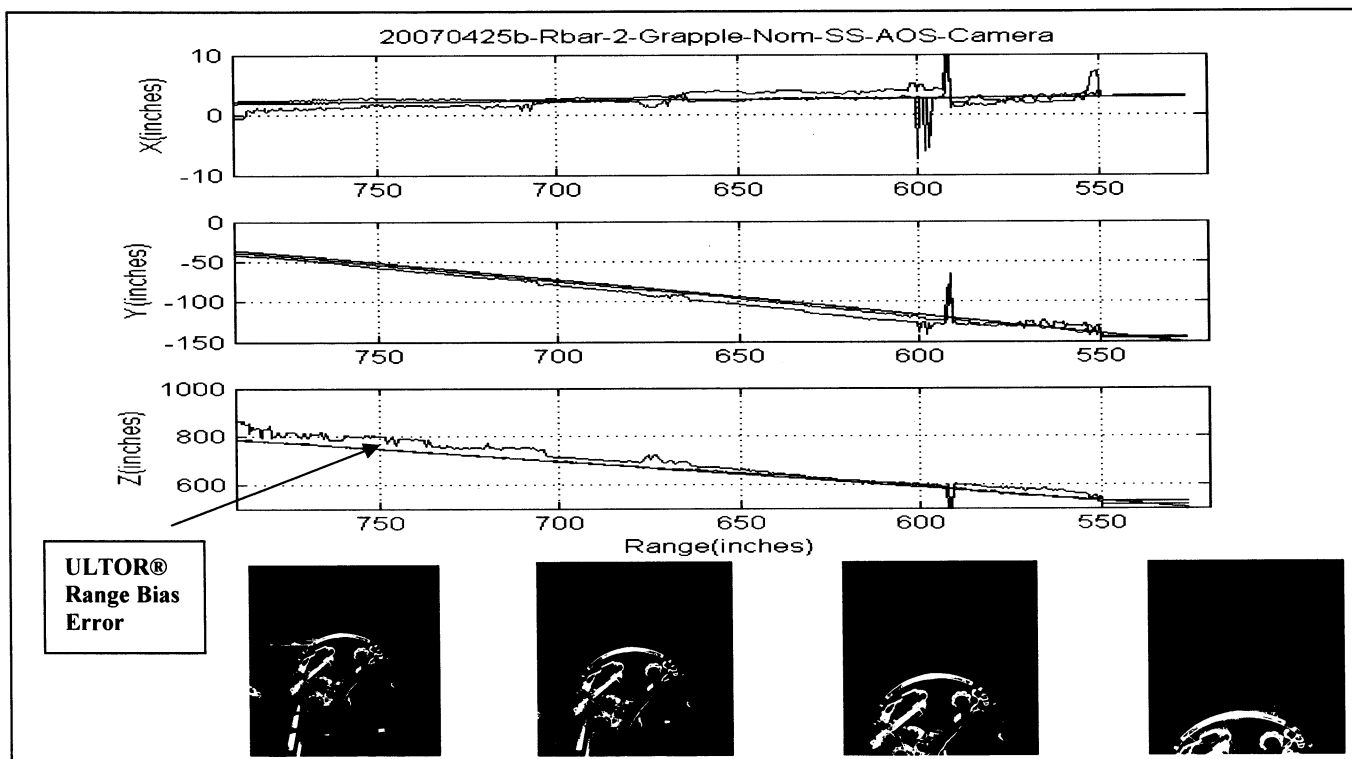 20070425b-Rbar-2-Grapple-Nom-SS-AOS-Camera
X(inches)
10
0
-10
750 700 650 600 550
Y(inches)
0
-50
-100
-150
750 700 650 600 550
Z(inches)
1000
800
600
750 700 650 600 550
Range(inches)
ULTOR®
Range Bias
Error